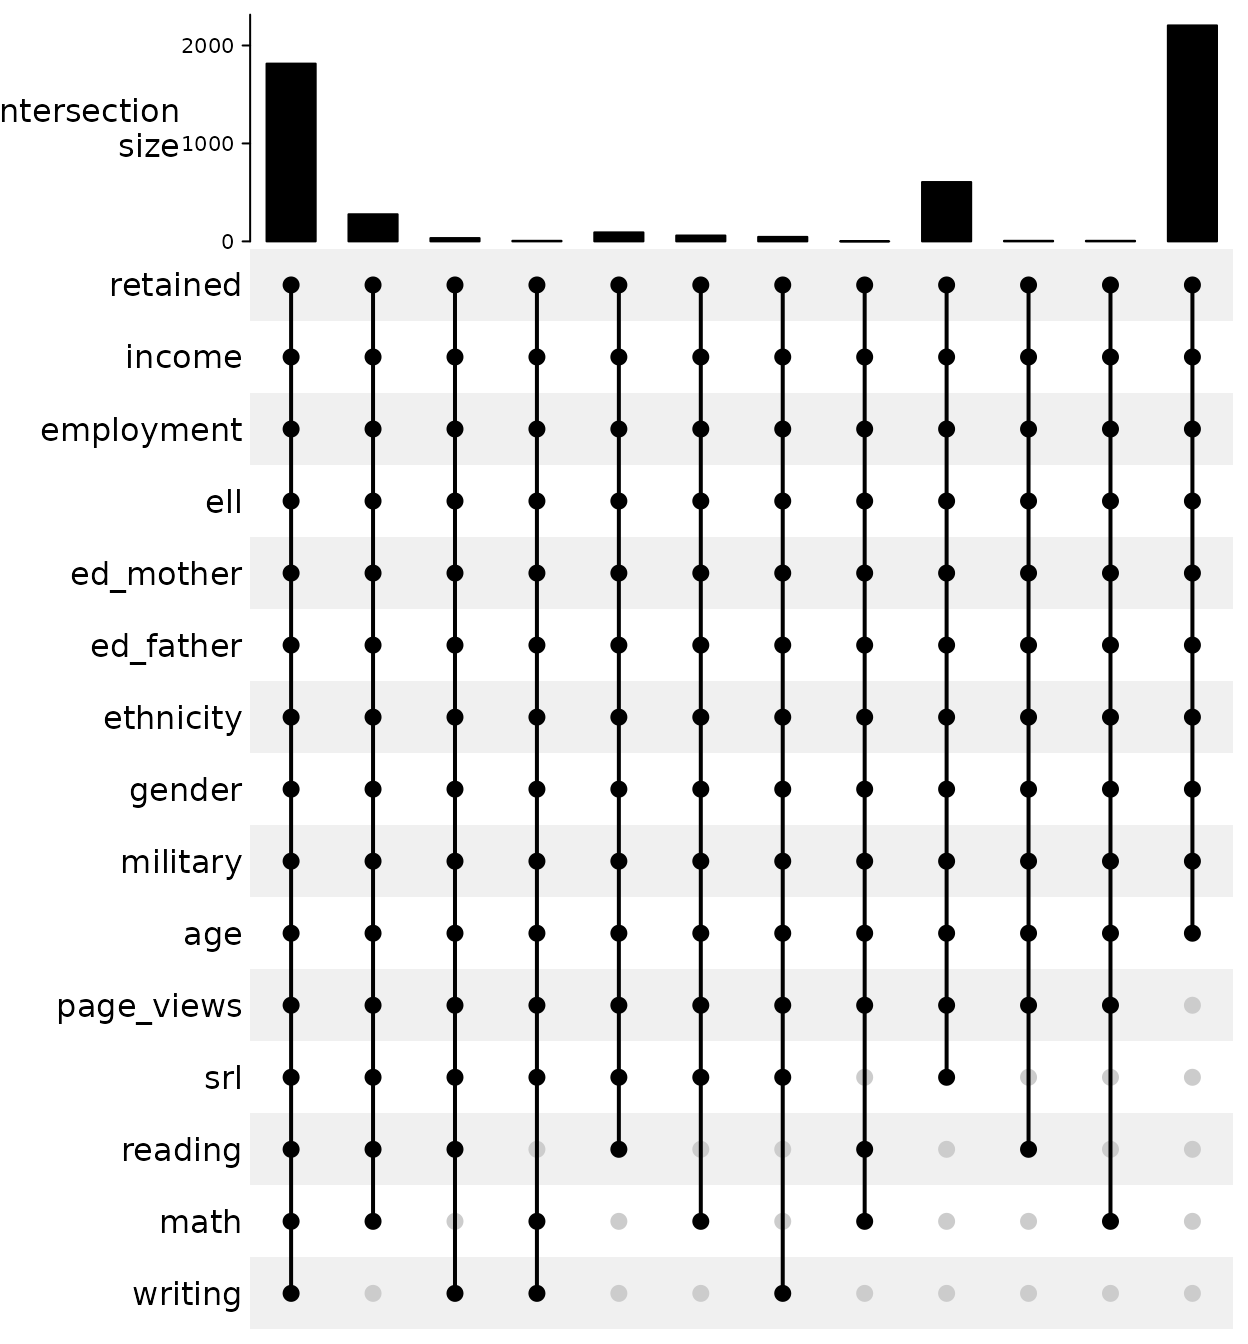 2000
ntersection
size
1000
0
retained
income
employment
ell
ed_mother
ed_father
ethnicity
gender
military
age
page_views
srl
reading
math
writing